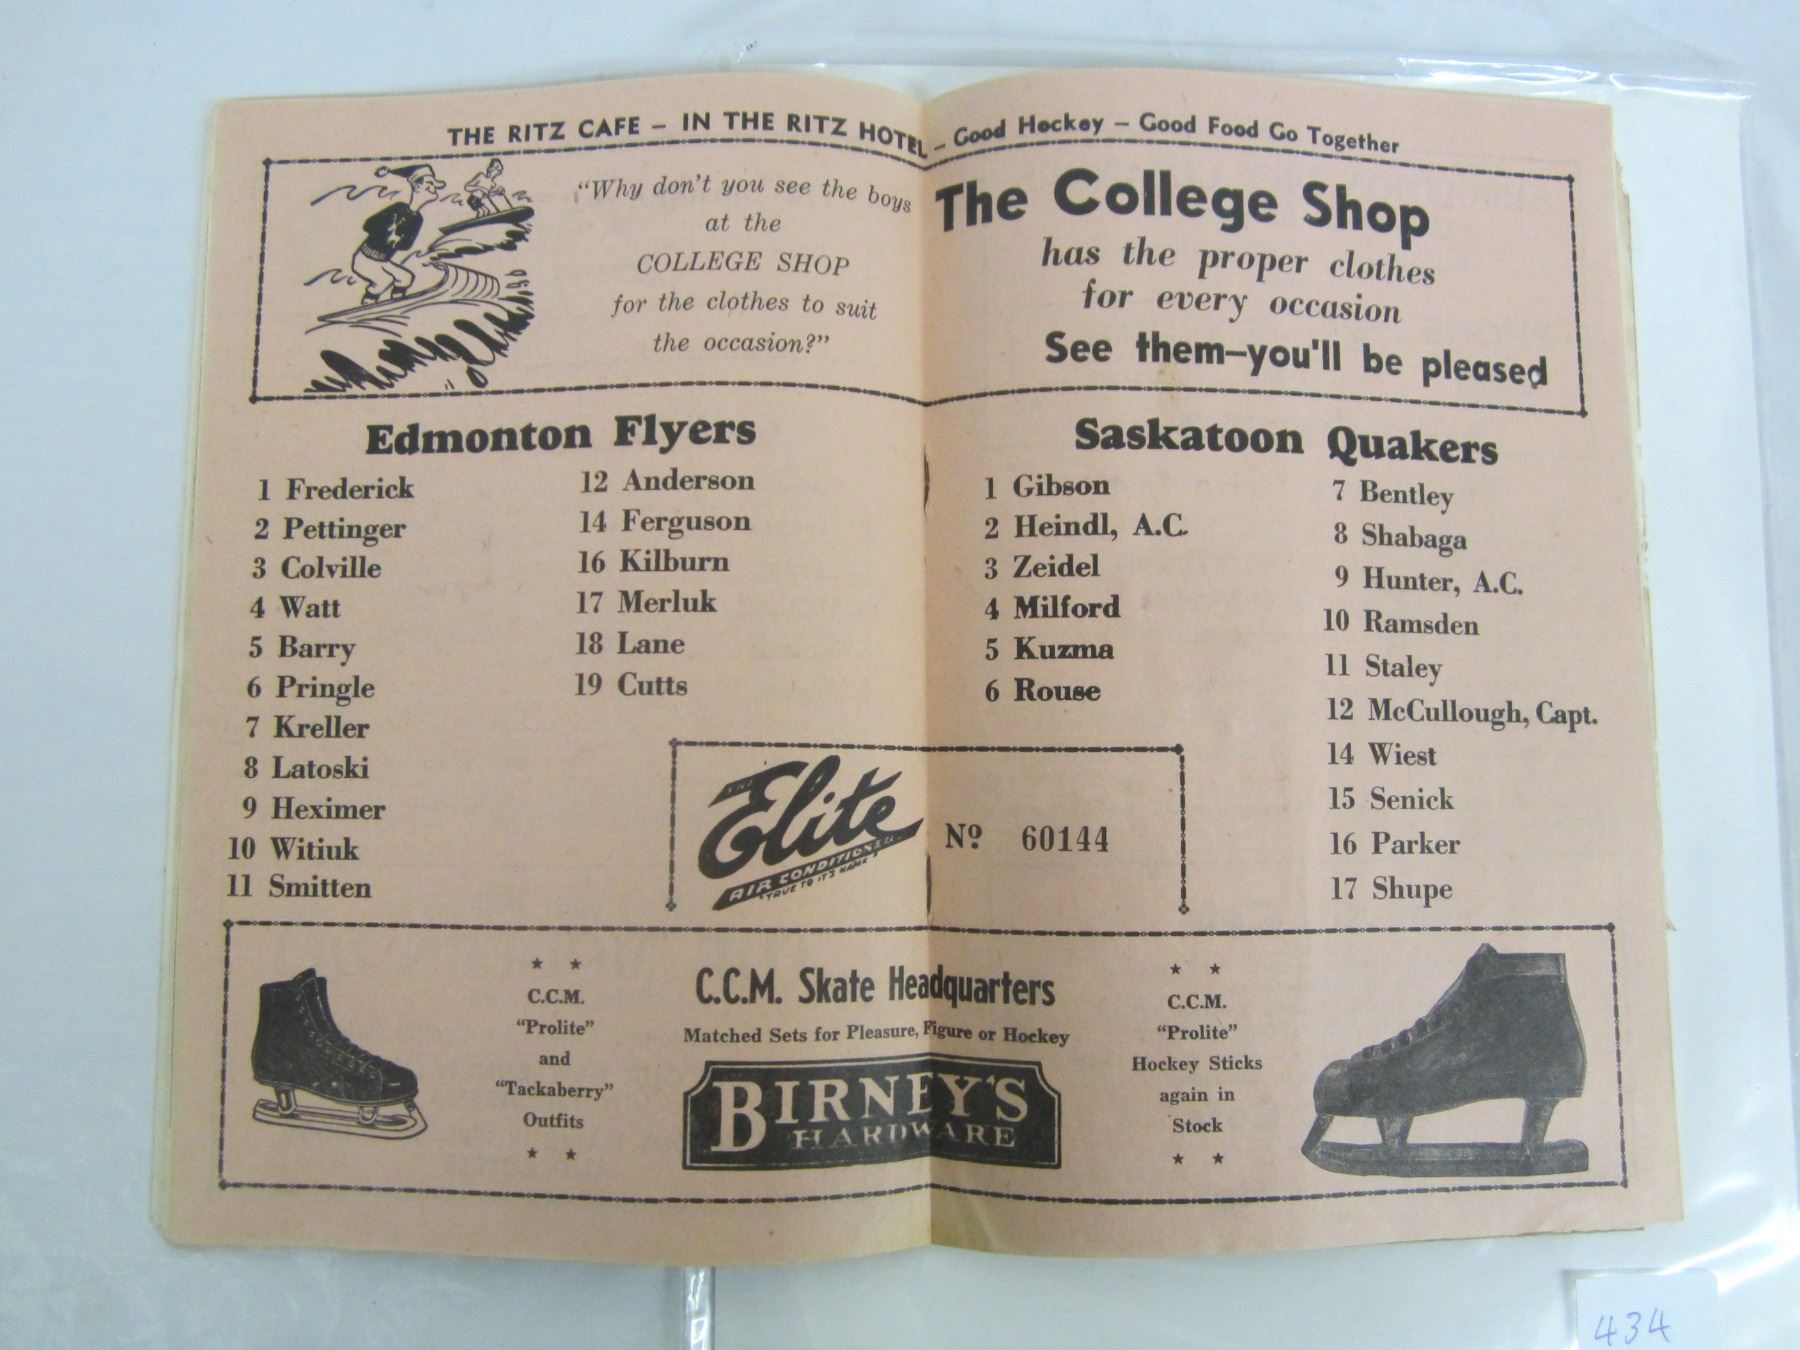 THE RITZ CAFE – IN THE RITZ HOTEL – Good Hockey – Good Food Go Together
"Why don't you see the boys
at the
COLLEGE SHOP
for the clothes to suit
the occasion?"
The College Shop
has the proper clothes
for every occasion
See them–you'll be pleased
Edmonton Flyers
1 Frederick
2 Pettinger
3 Colville
4 Watt
5 Barry
6 Pringle
7 Kreller
8 Latoski
9 Heximer
10 Witiuk
11 Smitten
12 Anderson
14 Ferguson
16 Kilburn
17 Merluk
18 Lane
19 Cutts
Saskatoon Quakers
1 Gibson
2 Heindl, A.C.
3 Zeidel
4 Milford
5 Kuzma
6 Rouse
7 Bentley
8 Shabaga
9 Hunter, A.C.
10 Ramsden
11 Staley
12 McCullough, Capt.
14 Wiest
15 Senick
16 Parker
17 Shupe
THE
Elite
AIR CONDITIONED
"TRUE TO IT'S NAME"
Nº 60144
C.C.M.
"Prolite"
and
"Tackaberry"
Outfits
C.C.M. Skate Headquarters
Matched Sets for Pleasure, Figure or Hockey
BIRNEY'S
HARDWARE
C.C.M.
"Prolite"
Hockey Sticks
again in
Stock
434